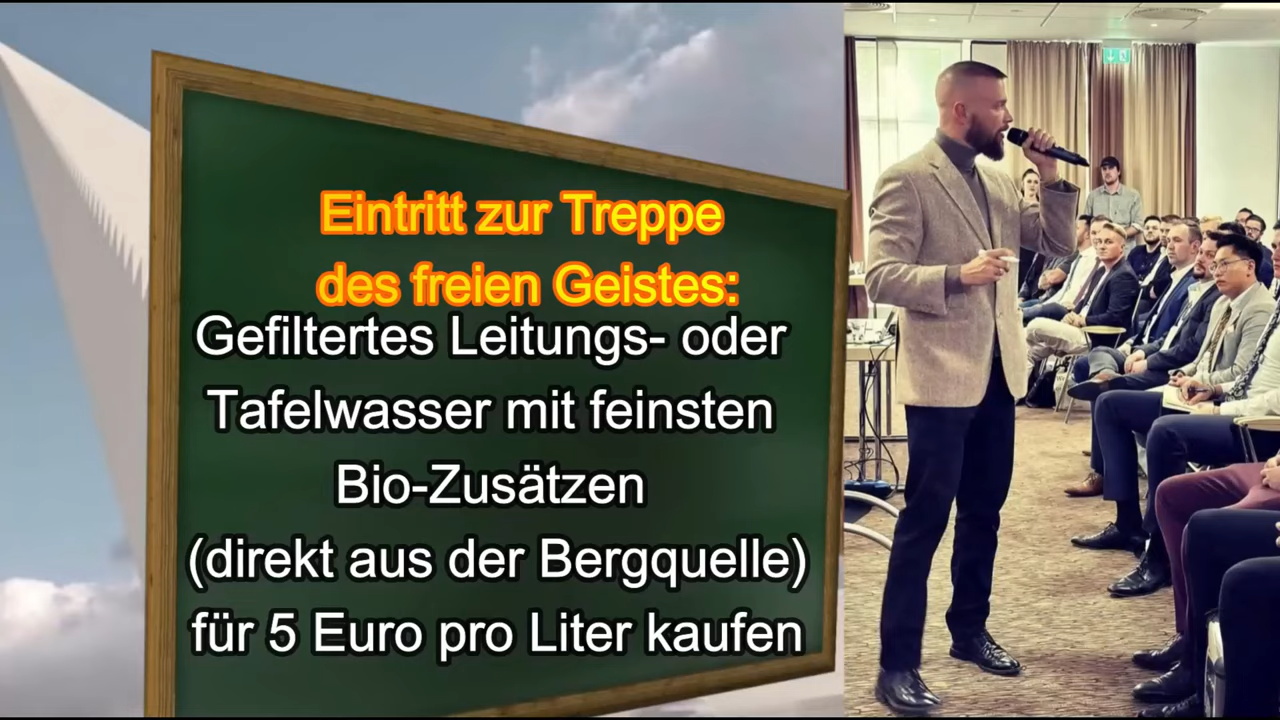 Eintritt zur Treppe
des freien Geistes:
Gefiltertes Leitungs- oder
Tafelwasser mit feinsten
Bio-Zusätzen
(direkt aus der Bergquelle)
für 5 Euro pro Liter kaufen